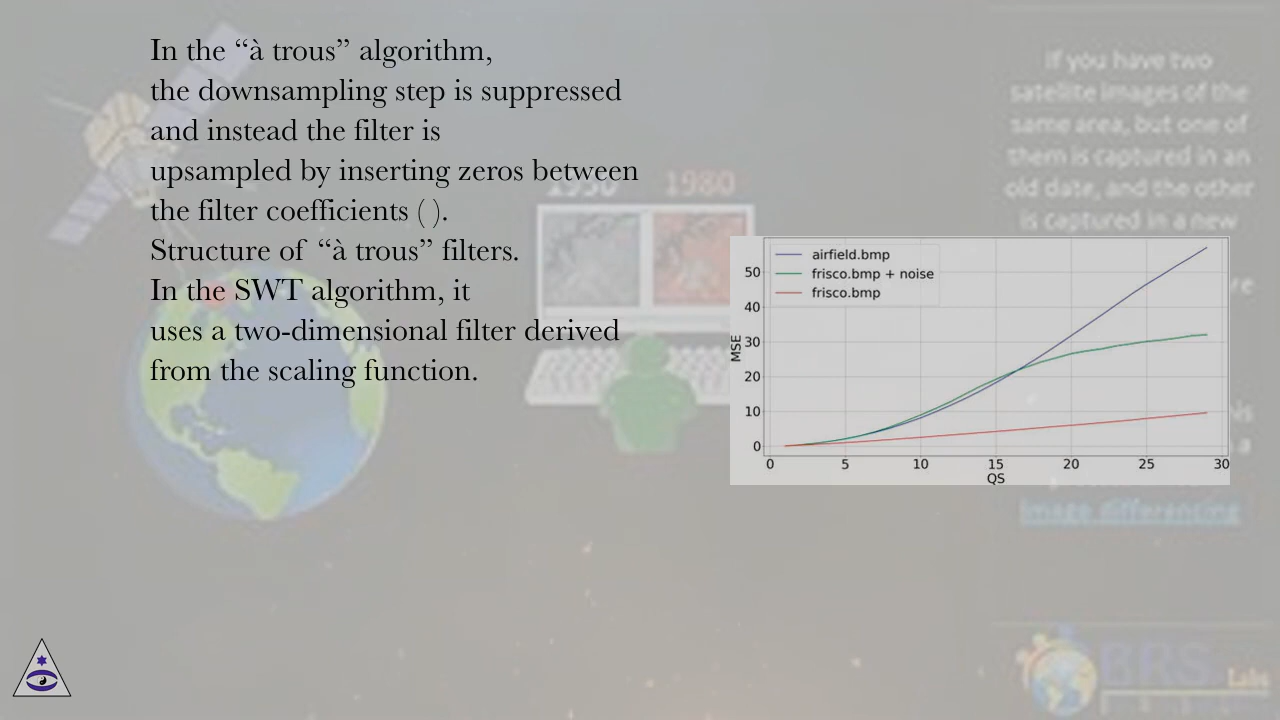 In the “à trous” algorithm,
the downsampling step is suppressed
and instead the filter is
upsampled by inserting zeros between
the filter coefficients ( ).
Structure of “à trous” filters.
In the SWT algorithm, it
uses a two-dimensional filter derived
from the scaling function.
1950 1980
If you have two
satellite images of the
same area, but one of
them is captured in an
old date, and the other
is captured in a new
image differencing
airfield.bmp
frisco.bmp + noise
frisco.bmp
MSE
50
40
30
20
10
0
0 5 10 15 20 25 30
QS
BRS Labs